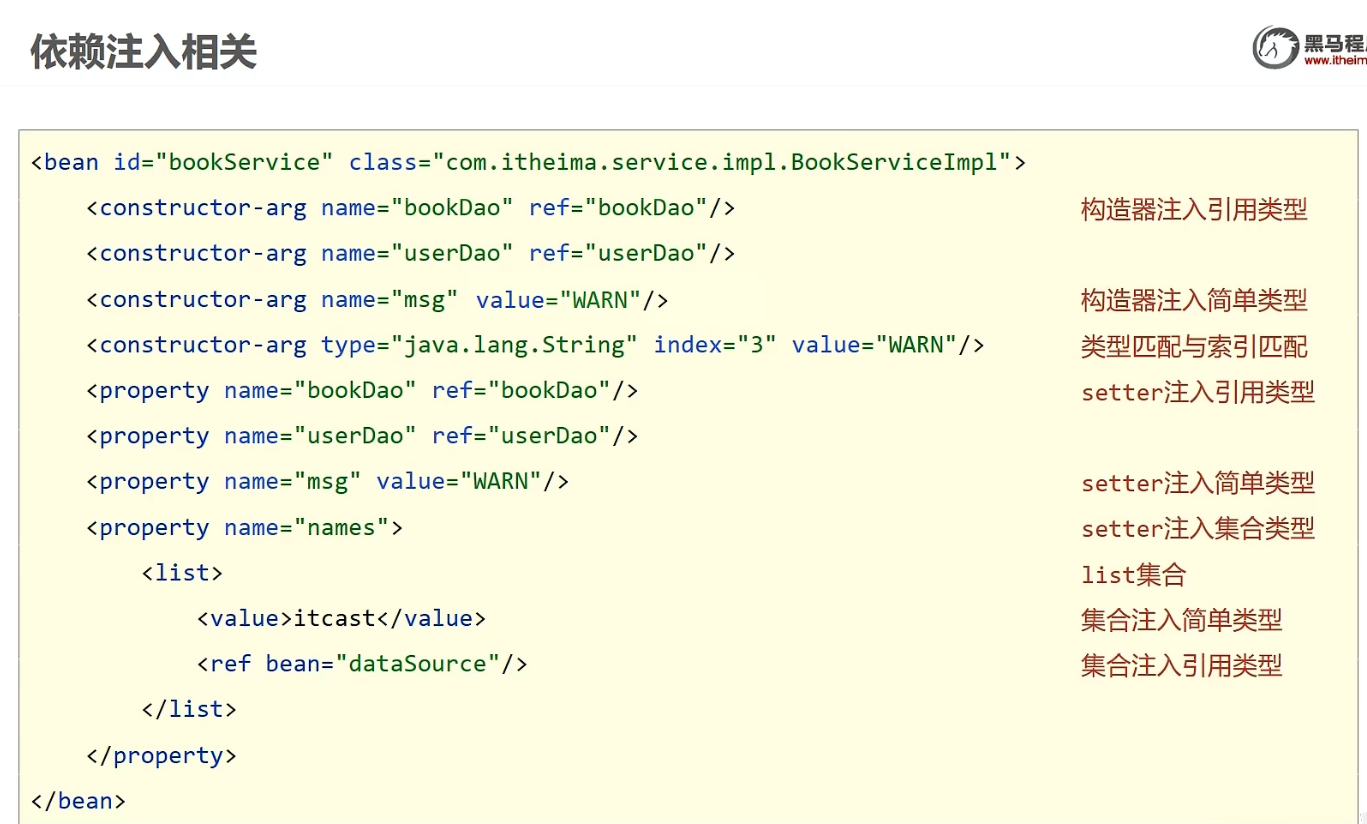 依赖注入相关
黑马程
www.itheim
<bean id="bookService" class="com.itheima.service.impl.BookServiceImpl">
<constructor-arg name="bookDao" ref="bookDao"/> 构造器注入引用类型
<constructor-arg name="userDao" ref="userDao"/>
<constructor-arg name="msg" value="WARN"/> 构造器注入简单类型
<constructor-arg type="java.lang.String" index="3" value="WARN"/> 类型匹配与索引匹配
<property name="bookDao" ref="bookDao"/> setter注入引用类型
<property name="userDao" ref="userDao"/>
<property name="msg" value="WARN"/> setter注入简单类型
<property name="names"> setter注入集合类型
<list> list集合
<value>itcast</value> 集合注入简单类型
<ref bean="dataSource"/> 集合注入引用类型
</list>
</property>
</bean>